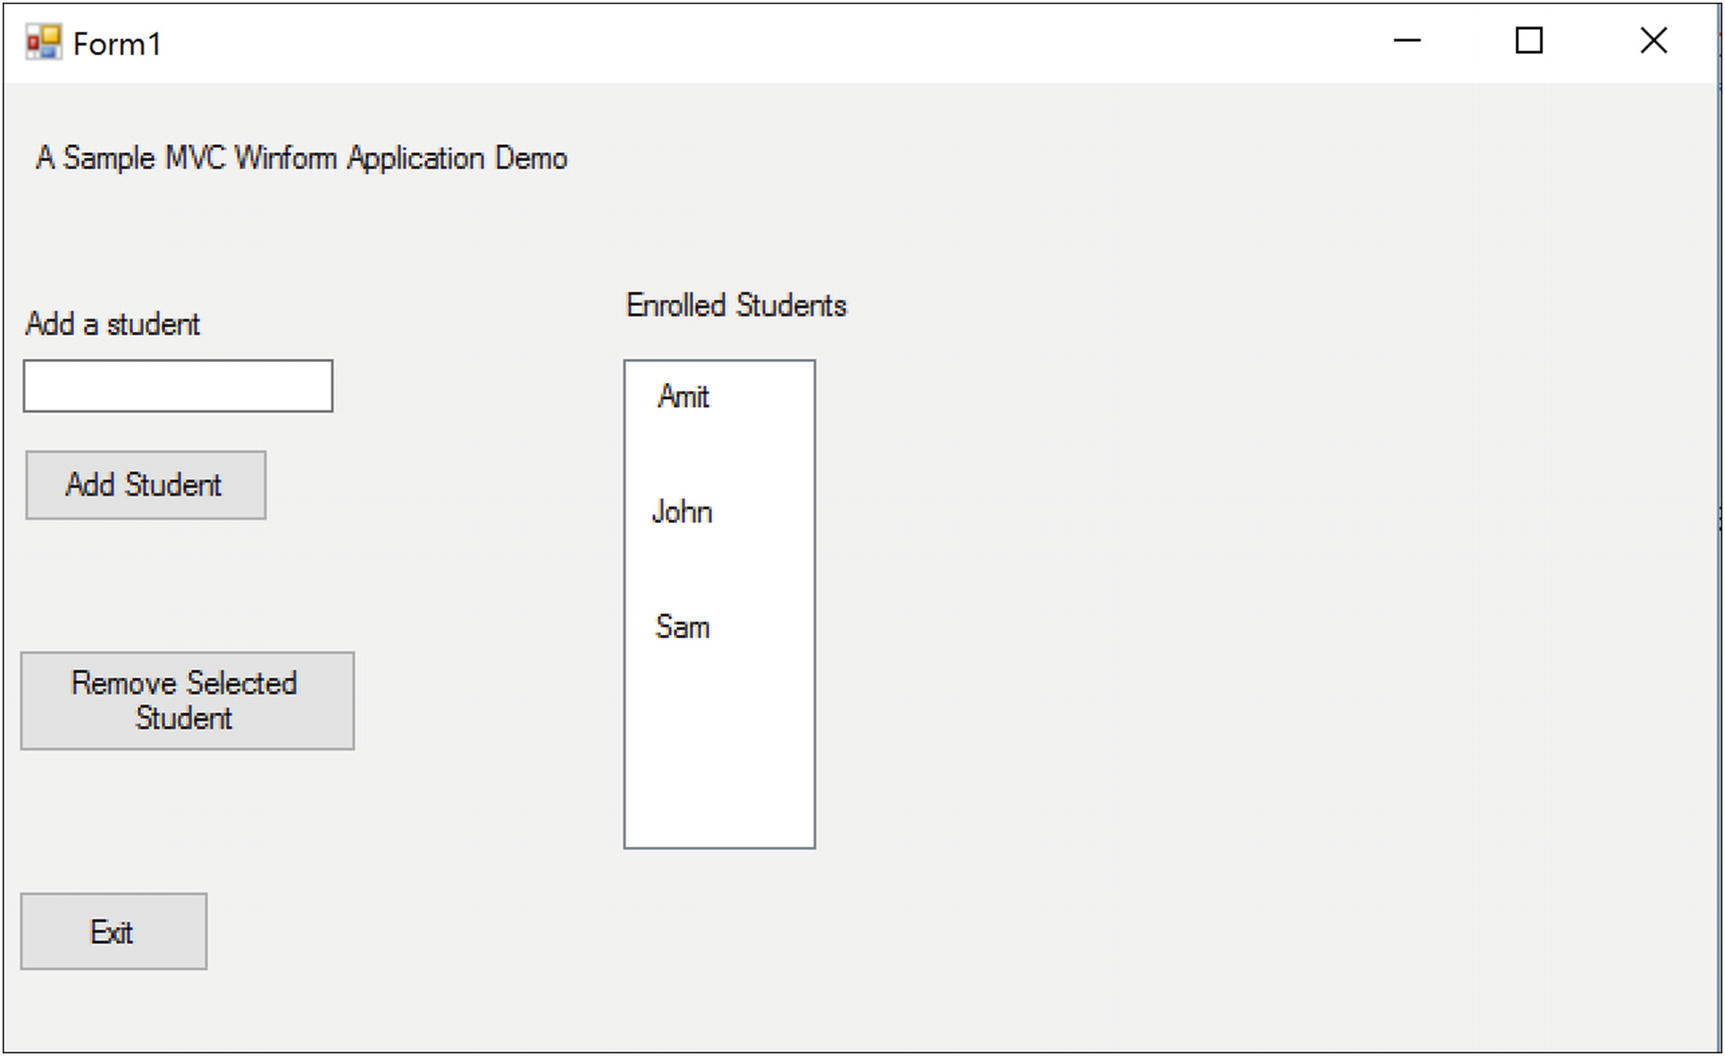 Form1
A Sample MVC Winform Application Demo
Add a student
Add Student
Remove Selected
Student
Exit
Enrolled Students
Amit
John
Sam